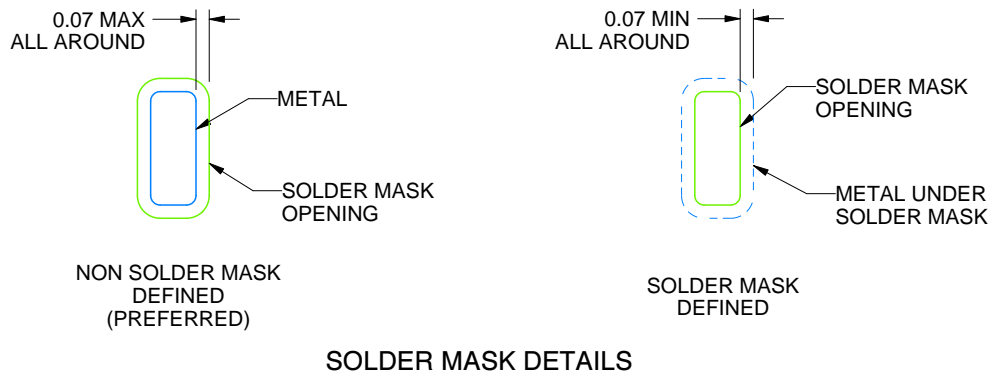 0.07 MAX
ALL AROUND
METAL
SOLDER MASK
OPENING
NON SOLDER MASK
DEFINED
(PREFERRED)
0.07 MIN
ALL AROUND
SOLDER MASK
OPENING
METAL UNDER
SOLDER MASK
SOLDER MASK
DEFINED
SOLDER MASK DETAILS